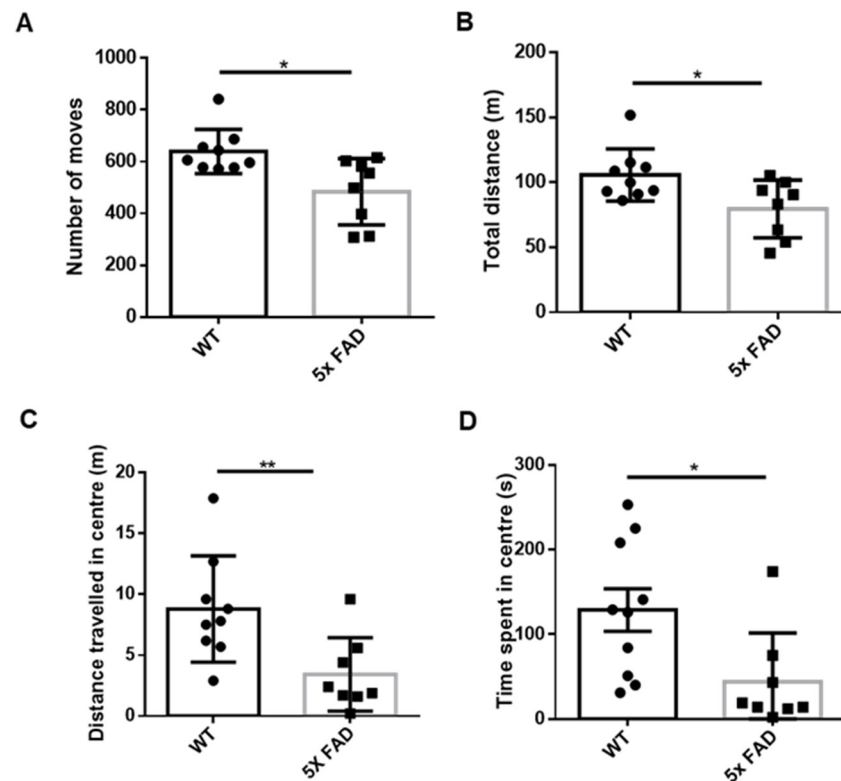 A
Number of moves
1000
800
600
400
200
0
*
WT
5x FAD
B
Total distance (m)
200
150
100
50
0
*
WT
5x FAD
C
Distance travelled in centre (m)
20
15
10
5
0
**
WT
5X FAD
D
Time spent in centre (s)
300
200
100
0
*
WT
5X FAD